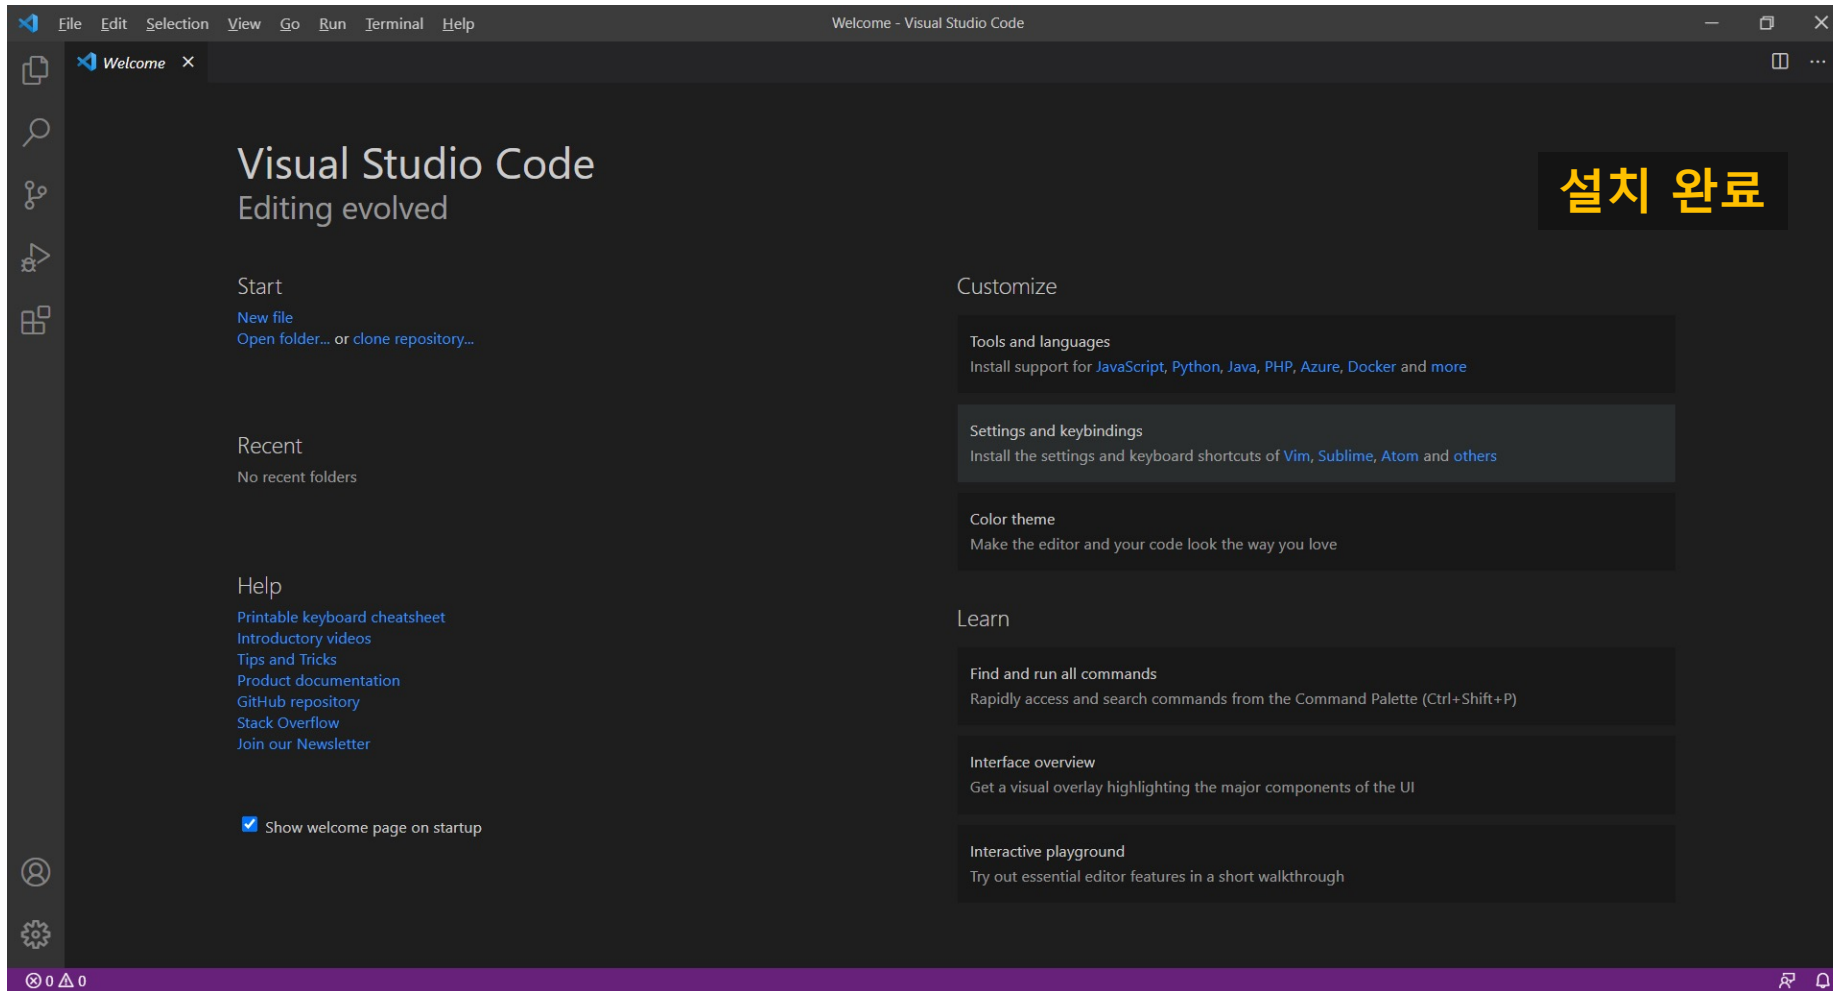 File Edit Selection View Go Run Terminal Help
Welcome - Visual Studio Code
Welcome
Visual Studio Code
Editing evolved
설치 완료
Start
New file
Open folder... or clone repository...
Recent
No recent folders
Help
Printable keyboard cheatsheet
Introductory videos
Tips and Tricks
Product documentation
GitHub repository
Stack Overflow
Join our Newsletter
Show welcome page on startup
Customize
Tools and languages
Install support for JavaScript, Python, Java, PHP, Azure, Docker and more
Settings and keybindings
Install the settings and keyboard shortcuts of Vim, Sublime, Atom and others
Color theme
Make the editor and your code look the way you love
Learn
Find and run all commands
Rapidly access and search commands from the Command Palette (Ctrl+Shift+P)
Interface overview
Get a visual overlay highlighting the major components of the UI
Interactive playground
Try out essential editor features in a short walkthrough
0 0